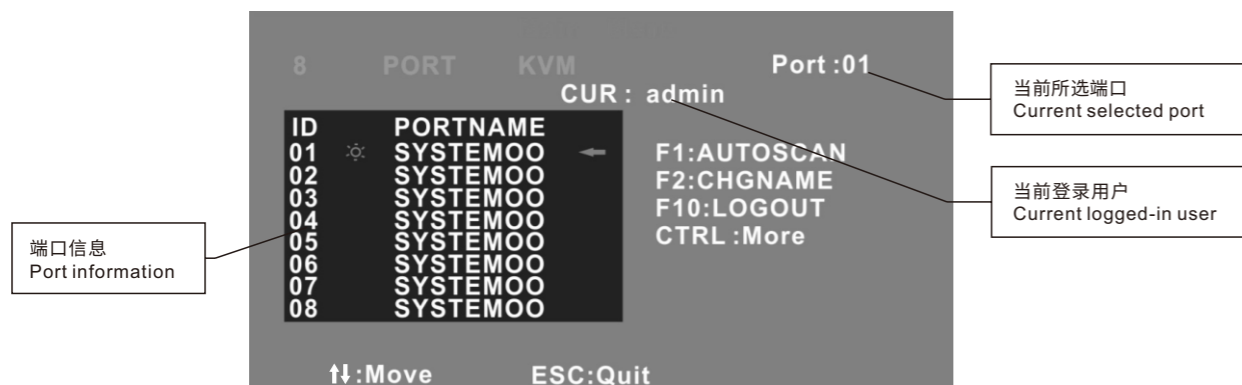 8 PORT KVM Port :01
CUR : admin
ID PORTNAME
01 SYSTEMOO
02 SYSTEMOO
03 SYSTEMOO
04 SYSTEMOO
05 SYSTEMOO
06 SYSTEMOO
07 SYSTEMOO
08 SYSTEMOO
F1:AUTOSCAN
F2:CHGNAME
F10:LOGOUT
CTRL :More
↑↓:Move ESC:Quit
端口信息
Port information
当前所选端口
Current selected port
当前登录用户
Current logged-in user